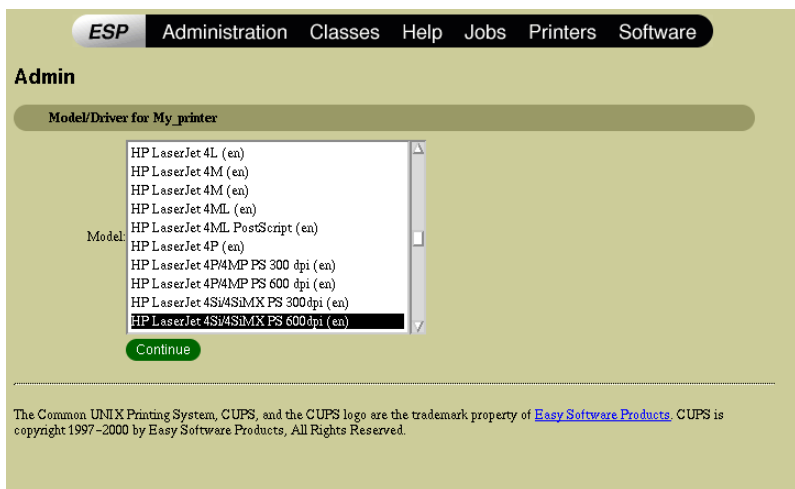 ESP Administration Classes Help Jobs Printers Software
Admin
Model/Driver for My_printer
HP LaserJet 4L (en)
HP LaserJet 4M (en)
HP LaserJet 4M (en)
HP LaserJet 4ML (en)
HP LaserJet 4ML PostScript (en)
Model:
HP LaserJet 4P (en)
HP LaserJet 4P/4MP PS 300 dpi (en)
HP LaserJet 4P/4MP PS 600 dpi (en)
HP LaserJet 4Si/4SiMX PS 300dpi (en)
HP LaserJet 4Si/4SiMX PS 600dpi (en)
Continue
The Common UNIX Printing System, CUPS, and the CUPS logo are the trademark property of Easy Software Products. CUPS is
copyright 1997-2000 by Easy Software Products, All Rights Reserved.